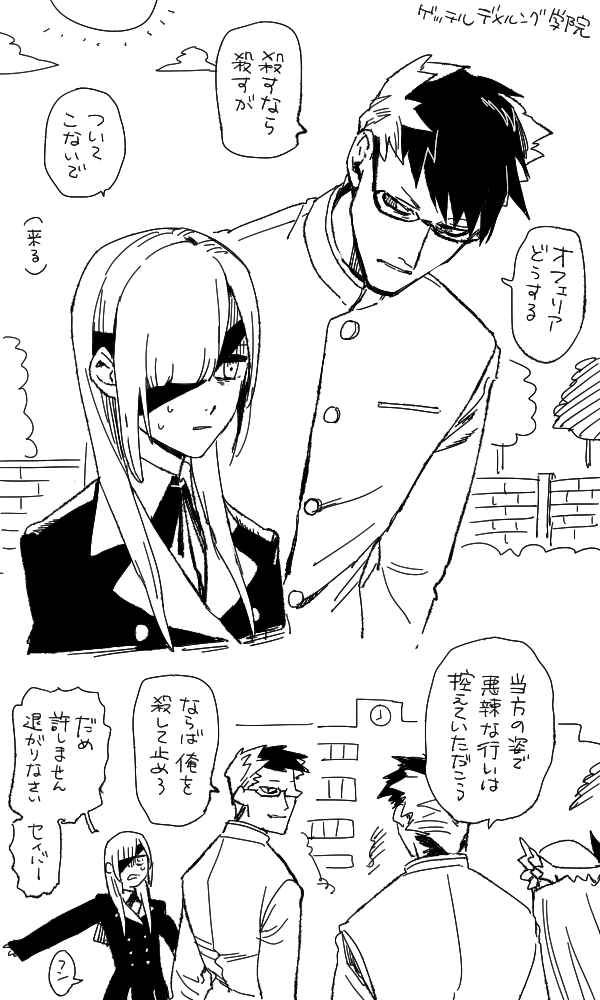 ゲッテルデメルング学院
オフェリア
どうする
殺すなら
殺すが
ついて
こないで
(来る)
当方の姿で
悪辣な行いは
控えていただこう
ならば俺を
殺して止めろ
だめ
許しません
退がりなさい
セイバー
フン